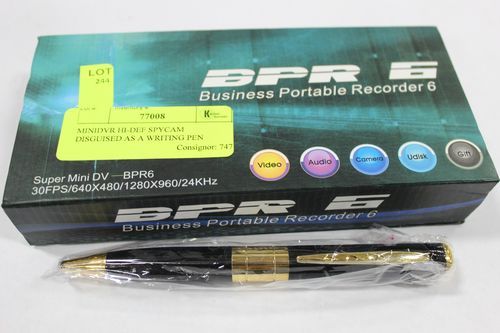 LOT
244
77008
MINIDVR HI-DEF SPYCAM
DISGUISED AS A WRITING PEN
Consignor: 747
BPR 6
Business Portable Recorder 6
Video
Audio
Camera
Udisk
Gift
Super Mini DV —BPR6
30FPS/640X480/1280X960/24KHz
BPR 6
Business Portable Recorder 6